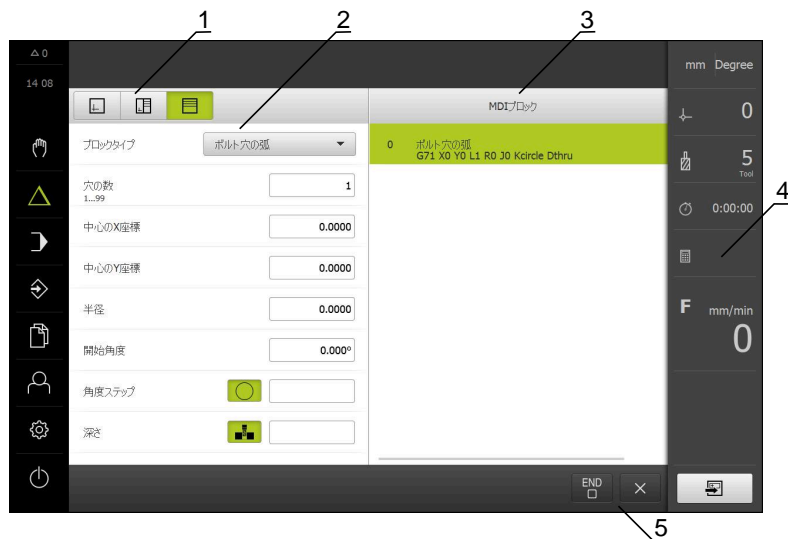 1
2
3
△ 0
14 08
mm Degree
MDIブロック
0
ブロックタイプ
ボルト穴の弧
0 ボルト穴の弧
G71 X0 Y0 L1 R0 J0 Kcircle Dthru
5
Tool
穴の数
1...99
1
4
0:00:00
中心のX座標
0.0000
中心のY座標
0.0000
半径
0.0000
F mm/min
0
開始角度
0.000°
角度ステップ
深さ
END
5